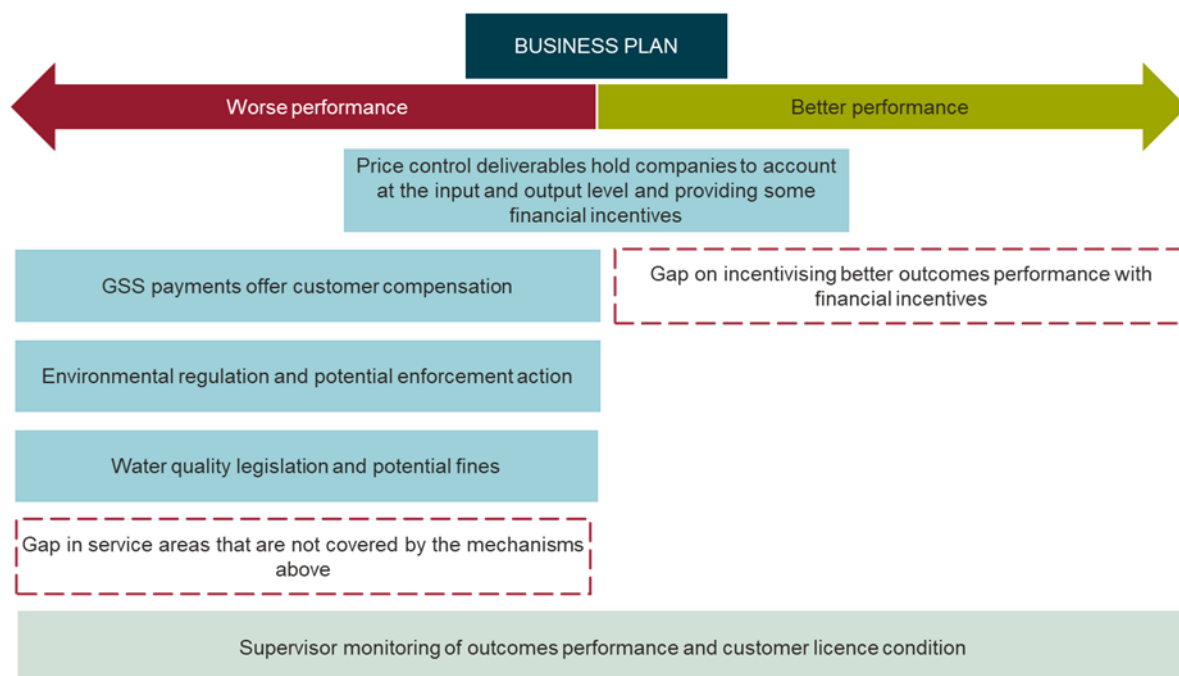 BUSINESS PLAN
Worse performance
Better performance
Price control deliverables hold companies to account
at the input and output level and providing some
financial incentives
GSS payments offer customer compensation
Gap on incentivising better outcomes performance with
financial incentives
Environmental regulation and potential enforcement action
Water quality legislation and potential fines
Gap in service areas that are not covered by the mechanisms
above
Supervisor monitoring of outcomes performance and customer licence condition